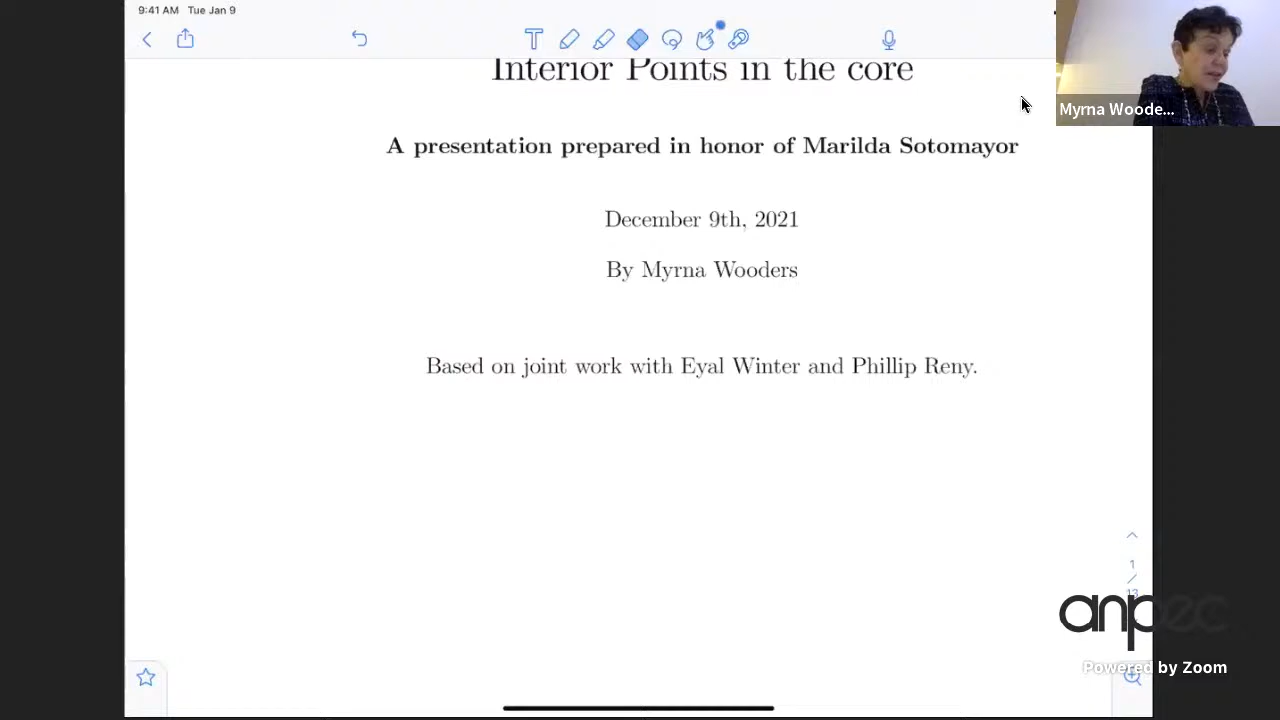 9:41 AM Tue Jan 9
Interior Points in the core
Myrna Woode...
A presentation prepared in honor of Marilda Sotomayor
December 9th, 2021
By Myrna Wooders
Based on joint work with Eyal Winter and Phillip Reny.
1
/
13
anpec
Powered by Zoom